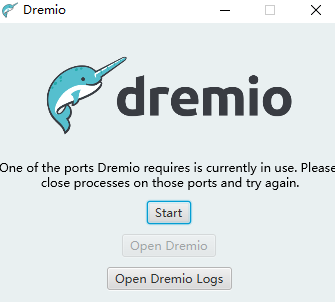 Dremio
dremio
One of the ports Dremio requires is currently in use. Please
close processes on those ports and try again.
Start
Open Dremio
Open Dremio Logs